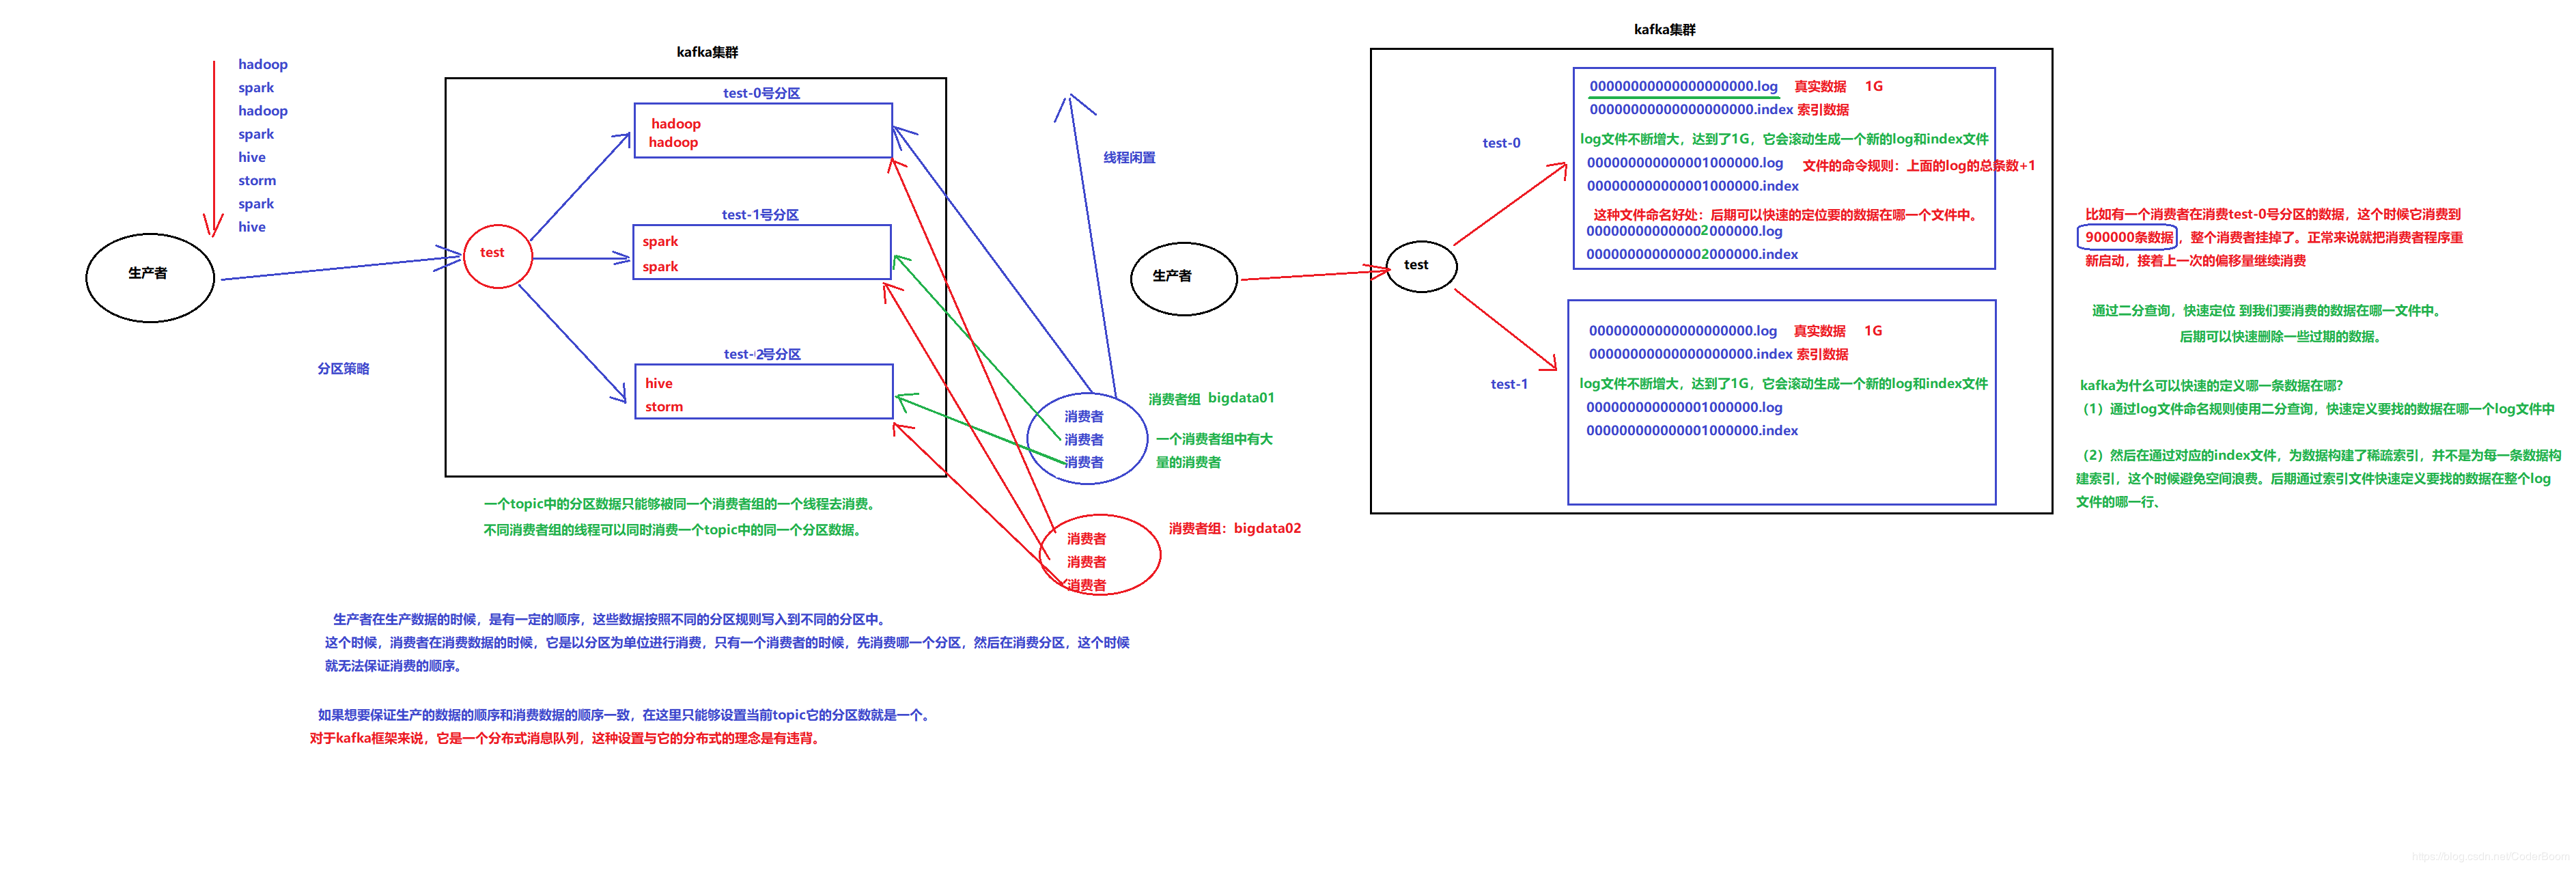 kafka集群
hadoop
spark
hadoop
spark
hive
storm
spark
hive
生产者
分区策略
test
test-0号分区
hadoop
hadoop
test-1号分区
spark
spark
test-2号分区
hive
storm
线程闲置
消费者组 bigdata01
消费者
消费者
消费者
一个消费者组中有大
量的消费者
消费者组：bigdata02
消费者
消费者
消费者
一个topic中的分区数据只能够被同一个消费者组的一个线程去消费。
不同消费者组的线程可以同时消费一个topic中的同一个分区数据。
生产者在生产数据的时候，是有一定的顺序，这些数据按照不同的分区规则写入到不同的分区中。
这个时候，消费者在消费数据的时候，它是以分区为单位进行消费，只有一个消费者的时候，先消费哪一个分区，然后在消费分区，这个时候
就无法保证消费的顺序。
如果想要保证生产的数据的顺序和消费数据的顺序一致，在这里只能够设置当前topic它的分区数就是一个。
对于kafka框架来说，它是一个分布式消息队列，这种设置与它的分布式的理念是有违背。
kafka集群
生产者
test
test-0
00000000000000000000.log 真实数据 1G
00000000000000000000.index 索引数据
log文件不断增大，达到了1G，它会滚动生成一个新的log和index文件
000000000000001000000.log 文件的命令规则：上面的log的总条数+1
000000000000001000000.index
这种文件命名好处：后期可以快速的定位要的数据在哪一个文件中。
000000000000002000000.log
000000000000002000000.index
test-1
00000000000000000000.log 真实数据 1G
00000000000000000000.index 索引数据
log文件不断增大，达到了1G，它会滚动生成一个新的log和index文件
000000000000001000000.log
000000000000001000000.index
比如有一个消费者在消费test-0号分区的数据，这个时候它消费到
900000条数据，整个消费者挂掉了。正常来说就把消费者程序重
新启动，接着上一次的偏移量继续消费
通过二分查询，快速定位 到我们要消费的数据在哪一文件中。
后期可以快速删除一些过期的数据。
kafka为什么可以快速的定义哪一条数据在哪？
（1）通过log文件命名规则使用二分查询，快速定义要找的数据在哪一个log文件中
（2）然后在通过对应的index文件，为数据构建了稀疏索引，并不是为每一条数据构
建索引，这个时候避免空间浪费。后期通过索引文件快速定义要找的数据在整个log
文件的哪一行、
https://blog.csdn.net/CoderBoom